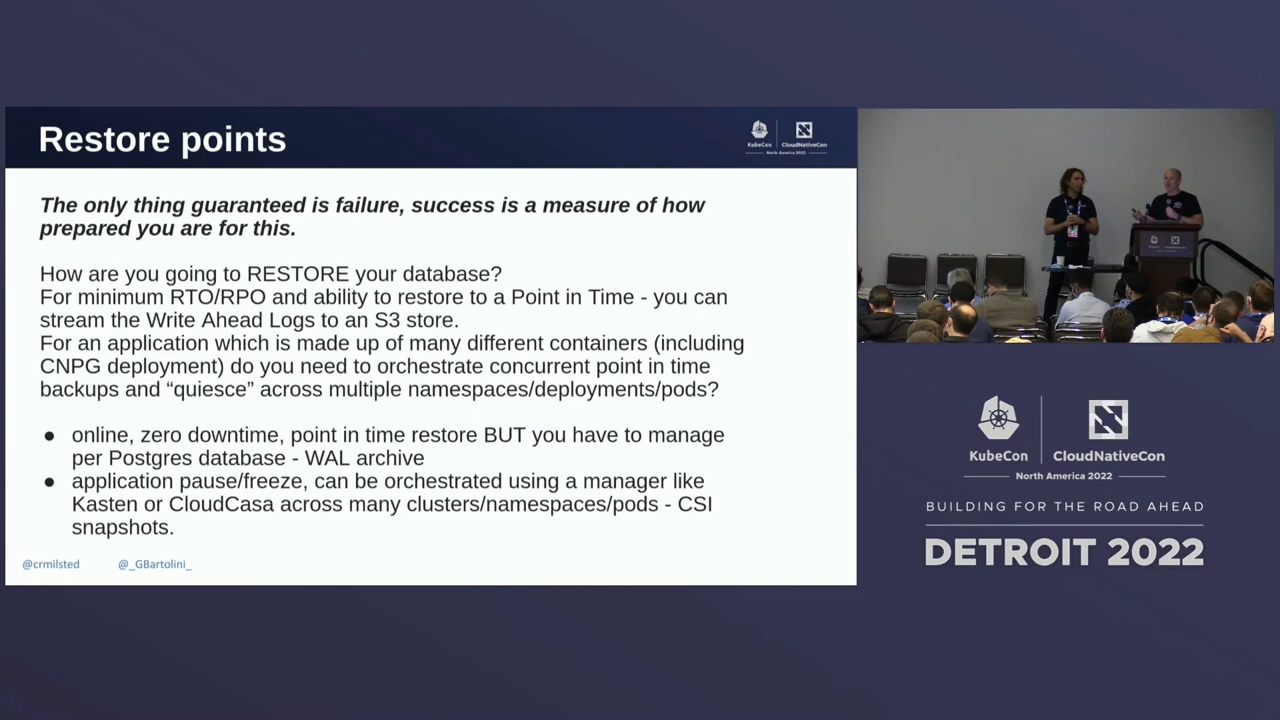 Restore points
KubeCon
CloudNativeCon
North America 2022
The only thing guaranteed is failure, success is a measure of how
prepared you are for this.
How are you going to RESTORE your database?
For minimum RTO/RPO and ability to restore to a Point in Time - you can
stream the Write Ahead Logs to an S3 store.
For an application which is made up of many different containers (including
CNPG deployment) do you need to orchestrate concurrent point in time
backups and “quiesce” across multiple namespaces/deployments/pods?
● online, zero downtime, point in time restore BUT you have to manage
per Postgres database - WAL archive
● application pause/freeze, can be orchestrated using a manager like
Kasten or CloudCasa across many clusters/namespaces/pods - CSI
snapshots.
@crmilsted @_GBartolini_
KubeCon
CloudNativeCon
North America 2022
BUILDING FOR THE ROAD AHEAD
DETROIT 2022